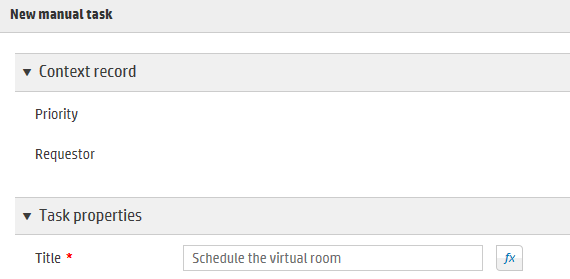 New manual task
▼ Context record
Priority
Requestor
▼ Task properties
Title * Schedule the virtual room fx